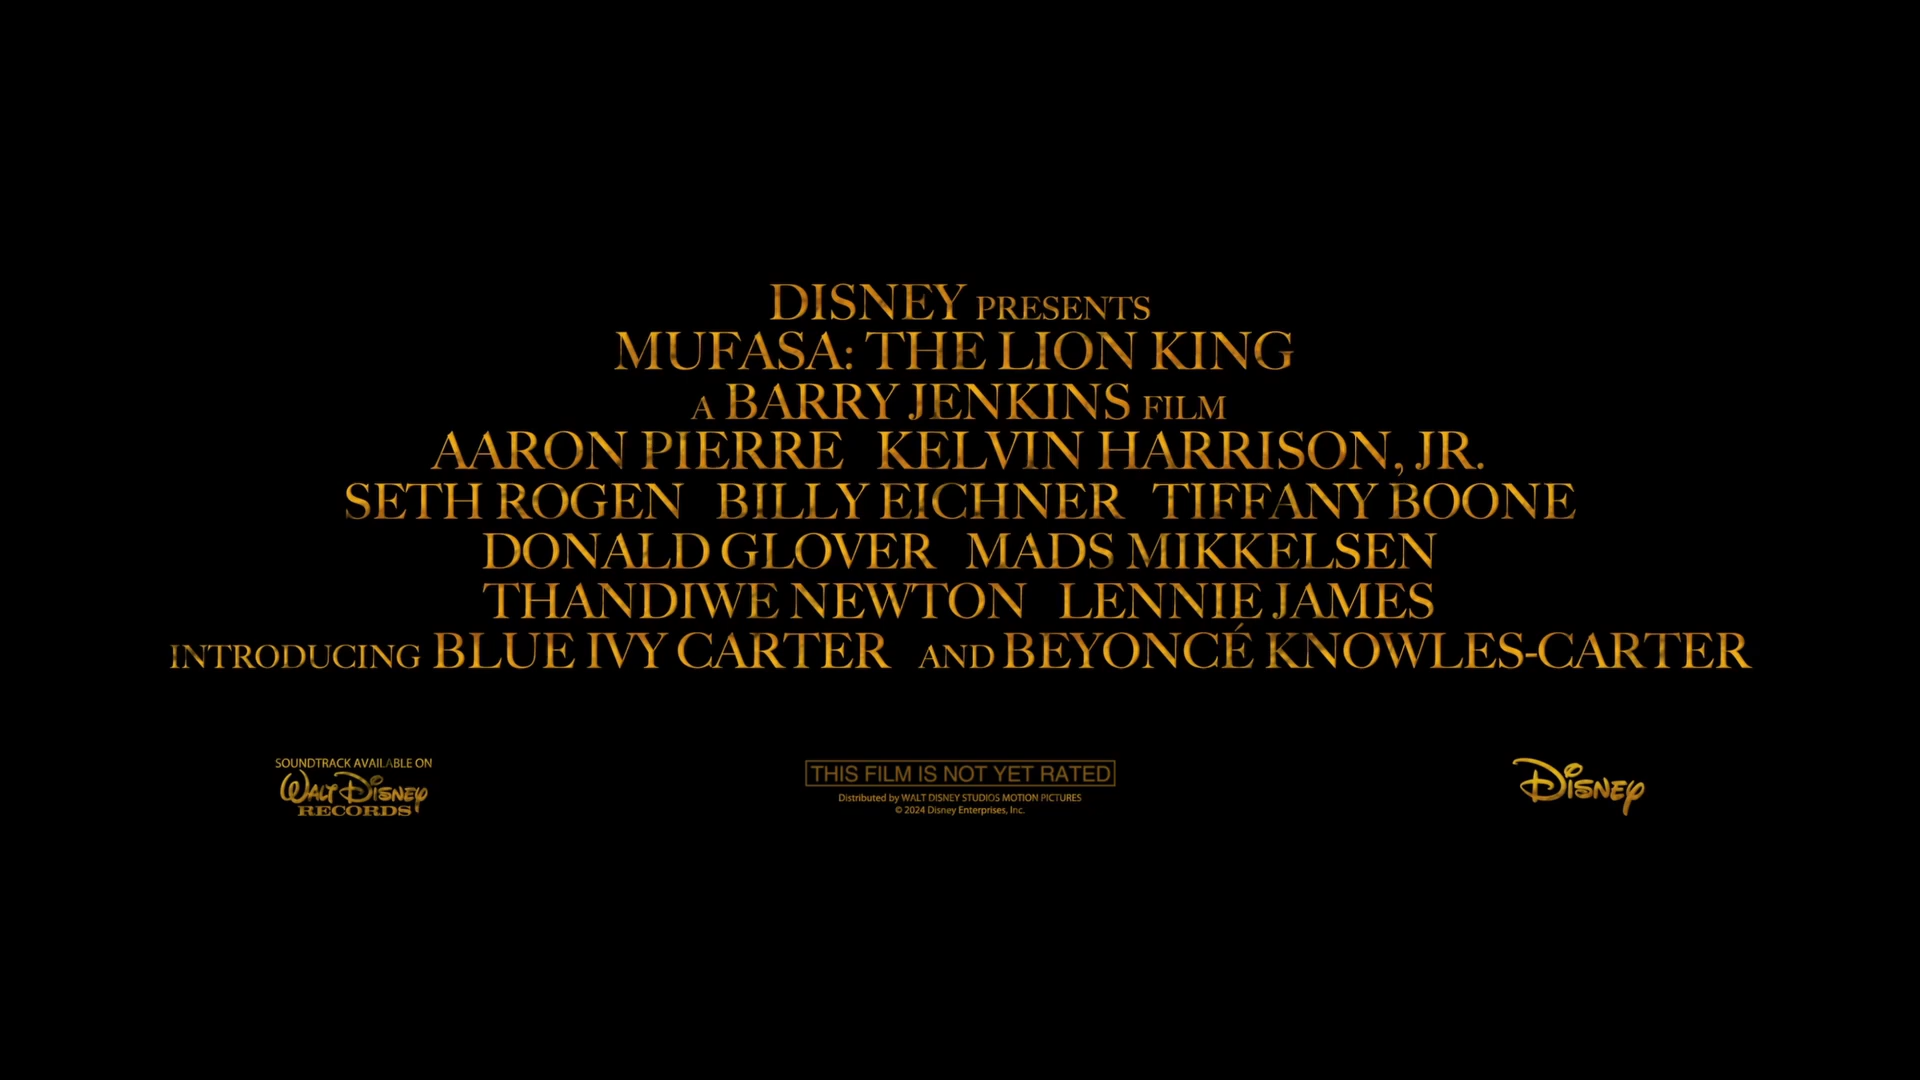 DISNEY PRESENTS
MUFASA: THE LION KING
A BARRY JENKINS FILM
AARON PIERRE KELVIN HARRISON, JR.
SETH ROGEN BILLY EICHNER TIFFANY BOONE
DONALD GLOVER MADS MIKKELSEN
THANDIWE NEWTON LENNIE JAMES
INTRODUCING BLUE IVY CARTER AND BEYONCÉ KNOWLES-CARTER
SOUNDTRACK AVAILABLE ON
WALT DISNEY
RECORDS
THIS FILM IS NOT YET RATED
Distributed by WALT DISNEY STUDIOS MOTION PICTURES
© 2024 Disney Enterprises, Inc.
DISNEY